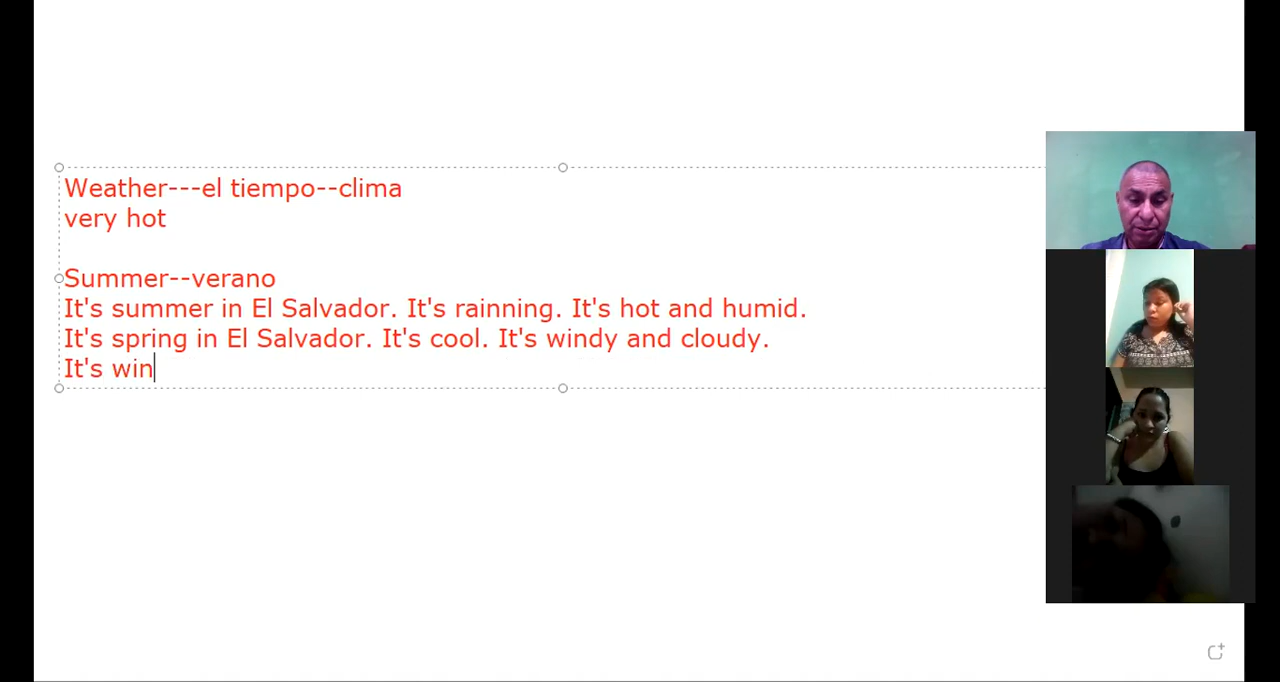 Weather---el tiempo--clima
very hot
Summer--verano
It's summer in El Salvador. It's rainning. It's hot and humid.
It's spring in El Salvador. It's cool. It's windy and cloudy.
It's win